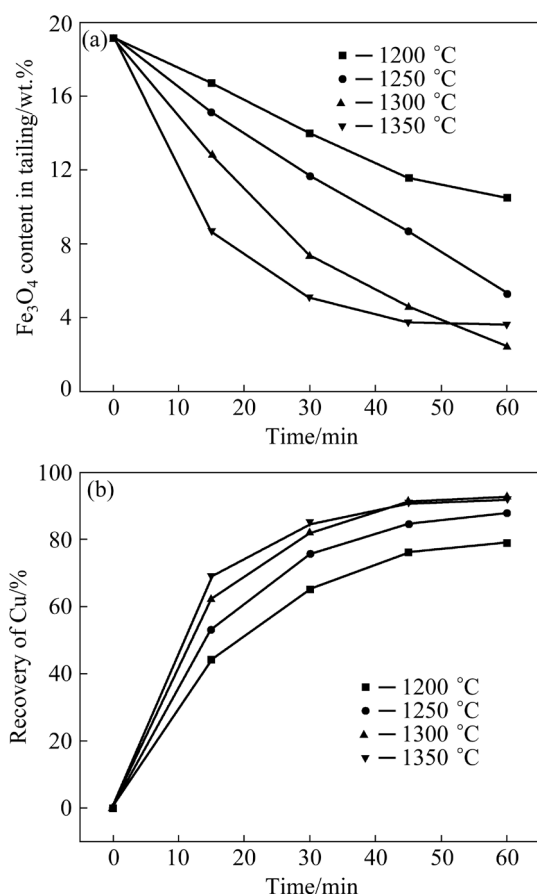 (a)
1200 °C
1250 °C
1300 °C
1350 °C
20
16
12
8
4
0
Fe₃O₄ content in tailing/wt.%
0 10 20 30 40 50 60
Time/min
(b)
100
80
60
40
20
0
Recovery of Cu/%
1200 °C
1250 °C
1300 °C
1350 °C
0 10 20 30 40 50 60
Time/min